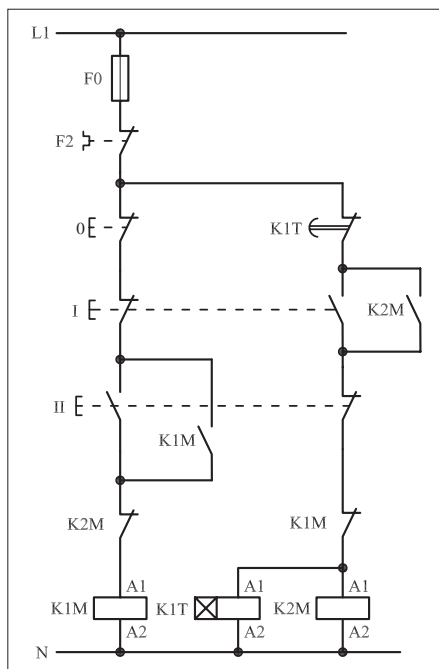 L1
F0
F2
0 K1T
I K2M
II
K1M
K2M K1M
A1 A1 A1
K1M K1T K2M
A2 A2 A2
N